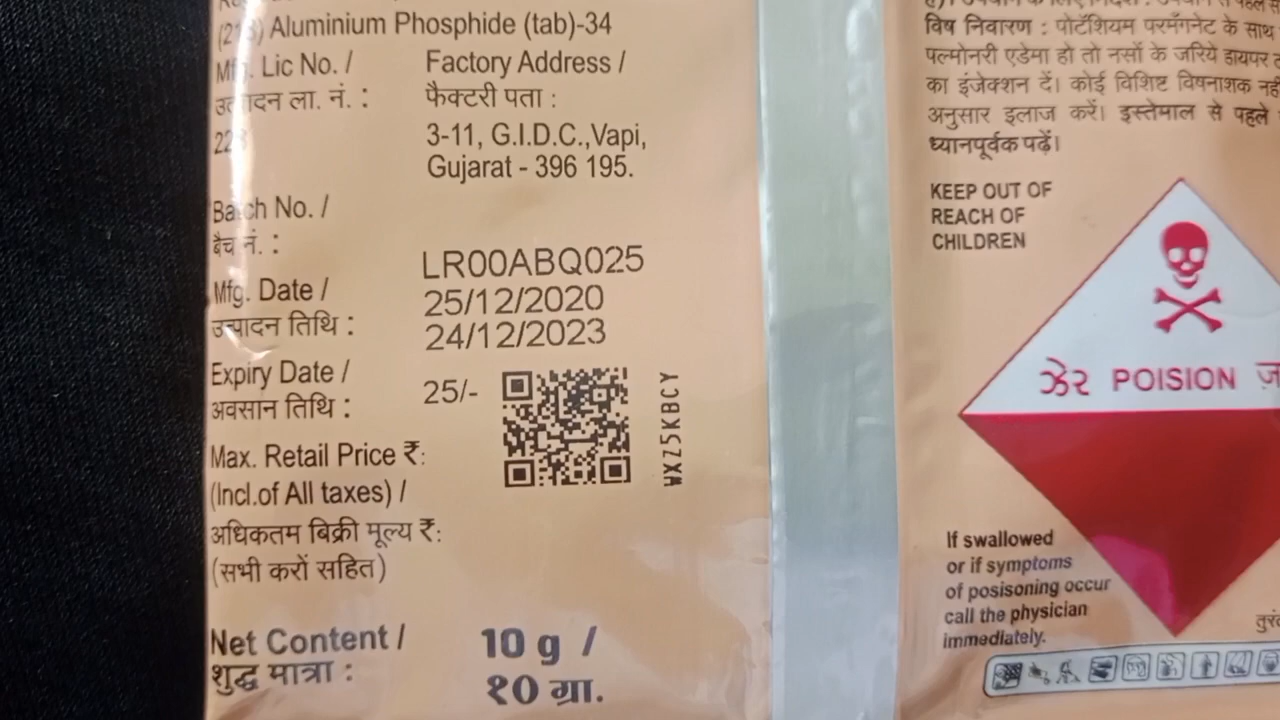 Aluminium Phosphide (tab)-34
Mfg. Lic No. /
उत्पादन ला. नं. :
Factory Address /
फैक्टरी पता :
3-11, G.I.D.C.,Vapi,
Gujarat - 396 195.
Batch No. /
बैच नं. :
LR00ABQ025
Mfg. Date /
उत्पादन तिथि :
25/12/2020
24/12/2023
Expiry Date /
अवसान तिथि :
25/-
WXZ5KBCY
Max. Retail Price ₹:
(Incl.of All taxes) /
अधिकतम बिक्री मूल्य ₹:
(सभी करों सहित)
Net Content /
शुद्ध मात्रा :
10 g /
१० ग्रा.
विष निवारण : पोटॅशियम परमॅगनेट के साथ
पल्मोनरी एडेमा हो तो नसों के जरिये हायपर
का इंजेक्शन दें। कोई विशिष्ट विषनाशक नहीं
अनुसार इलाज करें। इस्तेमाल से पहले
ध्यानपूर्वक पढ़ें।
KEEP OUT OF
REACH OF
CHILDREN
ઝેર POISION
If swallowed
or if symptoms
of posisoning occur
call the physician
immediately.